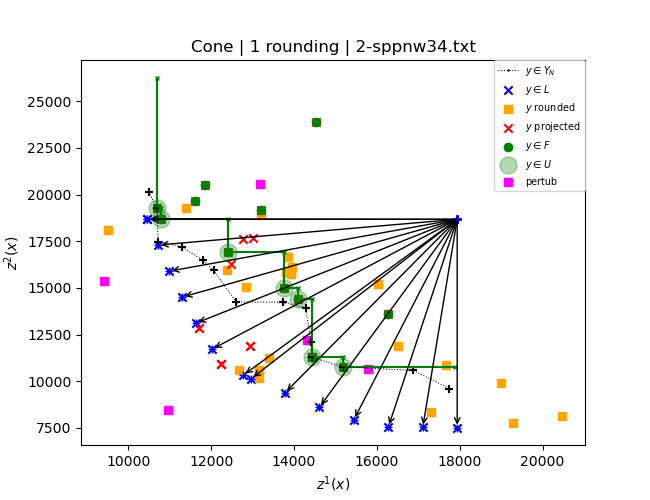 Cone | 1 rounding | 2-sppnw34.txt
y ∈ Y_N
y ∈ L
y rounded
y projected
y ∈ F
y ∈ U
pertub
25000
22500
20000
17500
15000
12500
10000
7500
z²(x)
10000 12000 14000 16000 18000 20000
z¹(x)